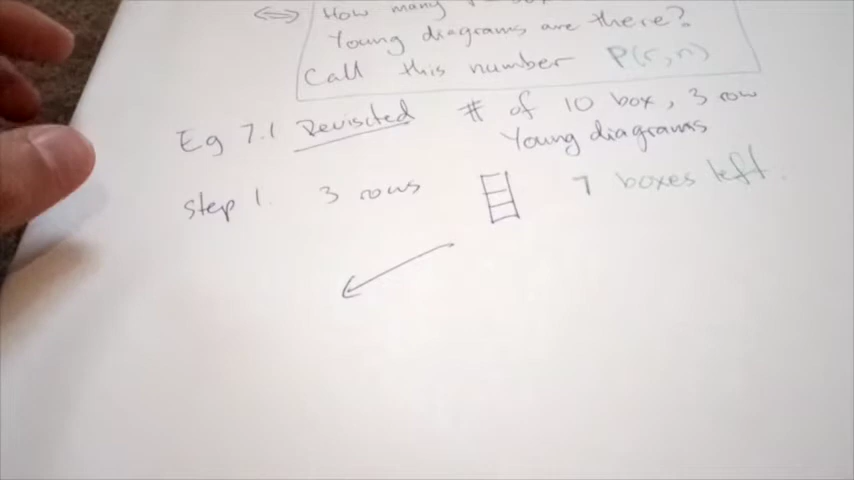 ⇔ How many
Young diagrams are there?
Call this number P(r,n)
Eg 7.1 Revisited # of 10 box, 3 row
Young diagrams
Step 1. 3 rows 7 boxes left.